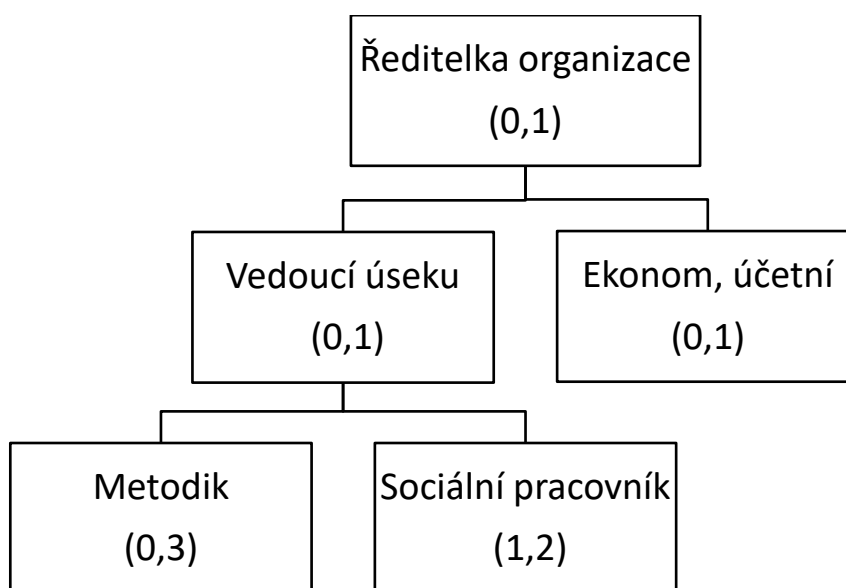 Ředitelka organizace
(0,1)
Vedoucí úseku
(0,1)
Ekonom, účetní
(0,1)
Metodik
(0,3)
Sociální pracovník
(1,2)